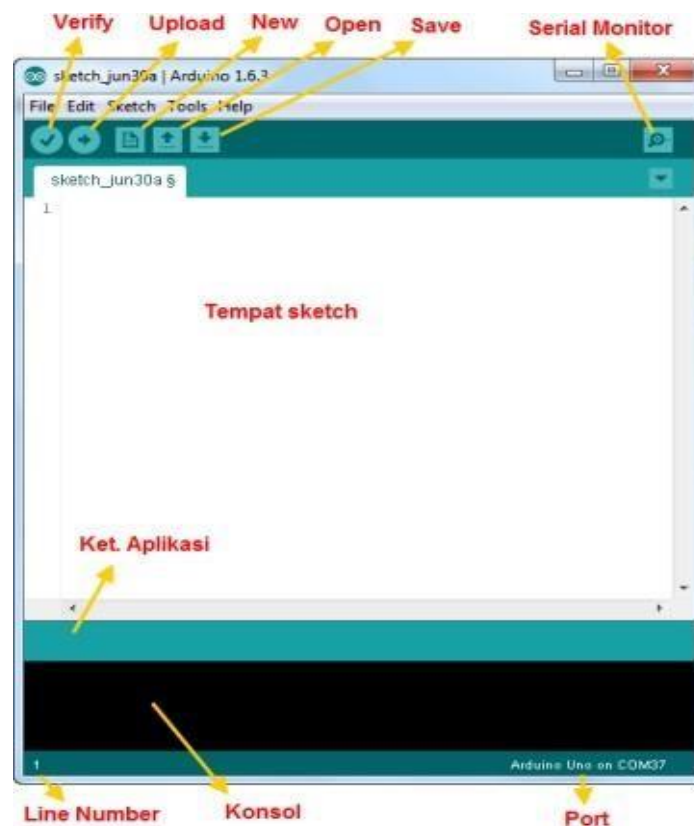 Verify Upload New Open Save Serial Monitor
sketch_jun30a | Arduino 1.6.3
File Edit Sketch Tools Help
sketch_jun30a §
1
Tempat sketch
Ket. Aplikasi
1 Arduino Uno on COM37
Line Number Konsol Port